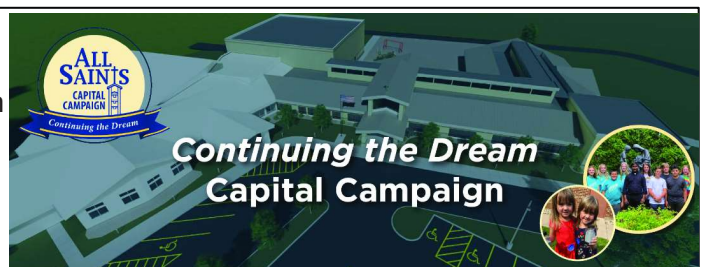 ALL
SAINTS
CAPITAL
CAMPAIGN
Continuing the Dream
Continuing the Dream
Capital Campaign